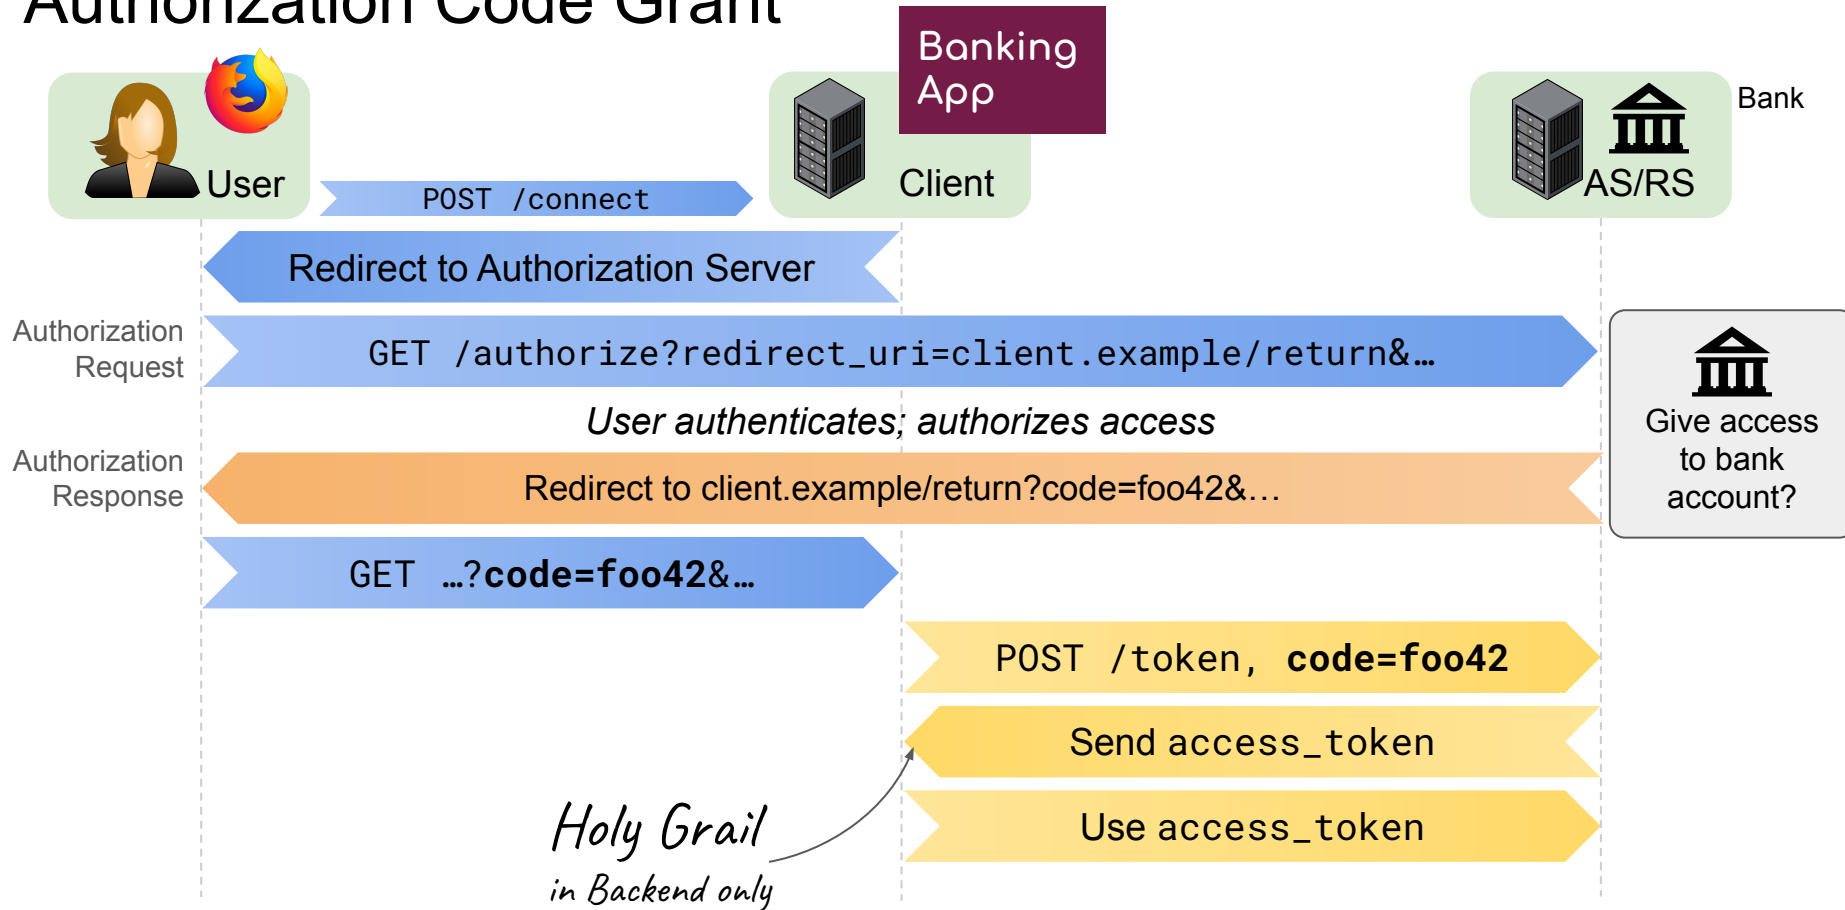 Authorization Code Grant
Banking
App
Bank
User
Client
AS/RS
POST /connect
Redirect to Authorization Server
Authorization
Request
GET /authorize?redirect_uri=client.example/return&…
User authenticates; authorizes access
Give access
to bank
account?
Authorization
Response
Redirect to client.example/return?code=foo42&…
GET …?code=foo42&…
POST /token, code=foo42
Send access_token
Use access_token
Holy Grail
in Backend only